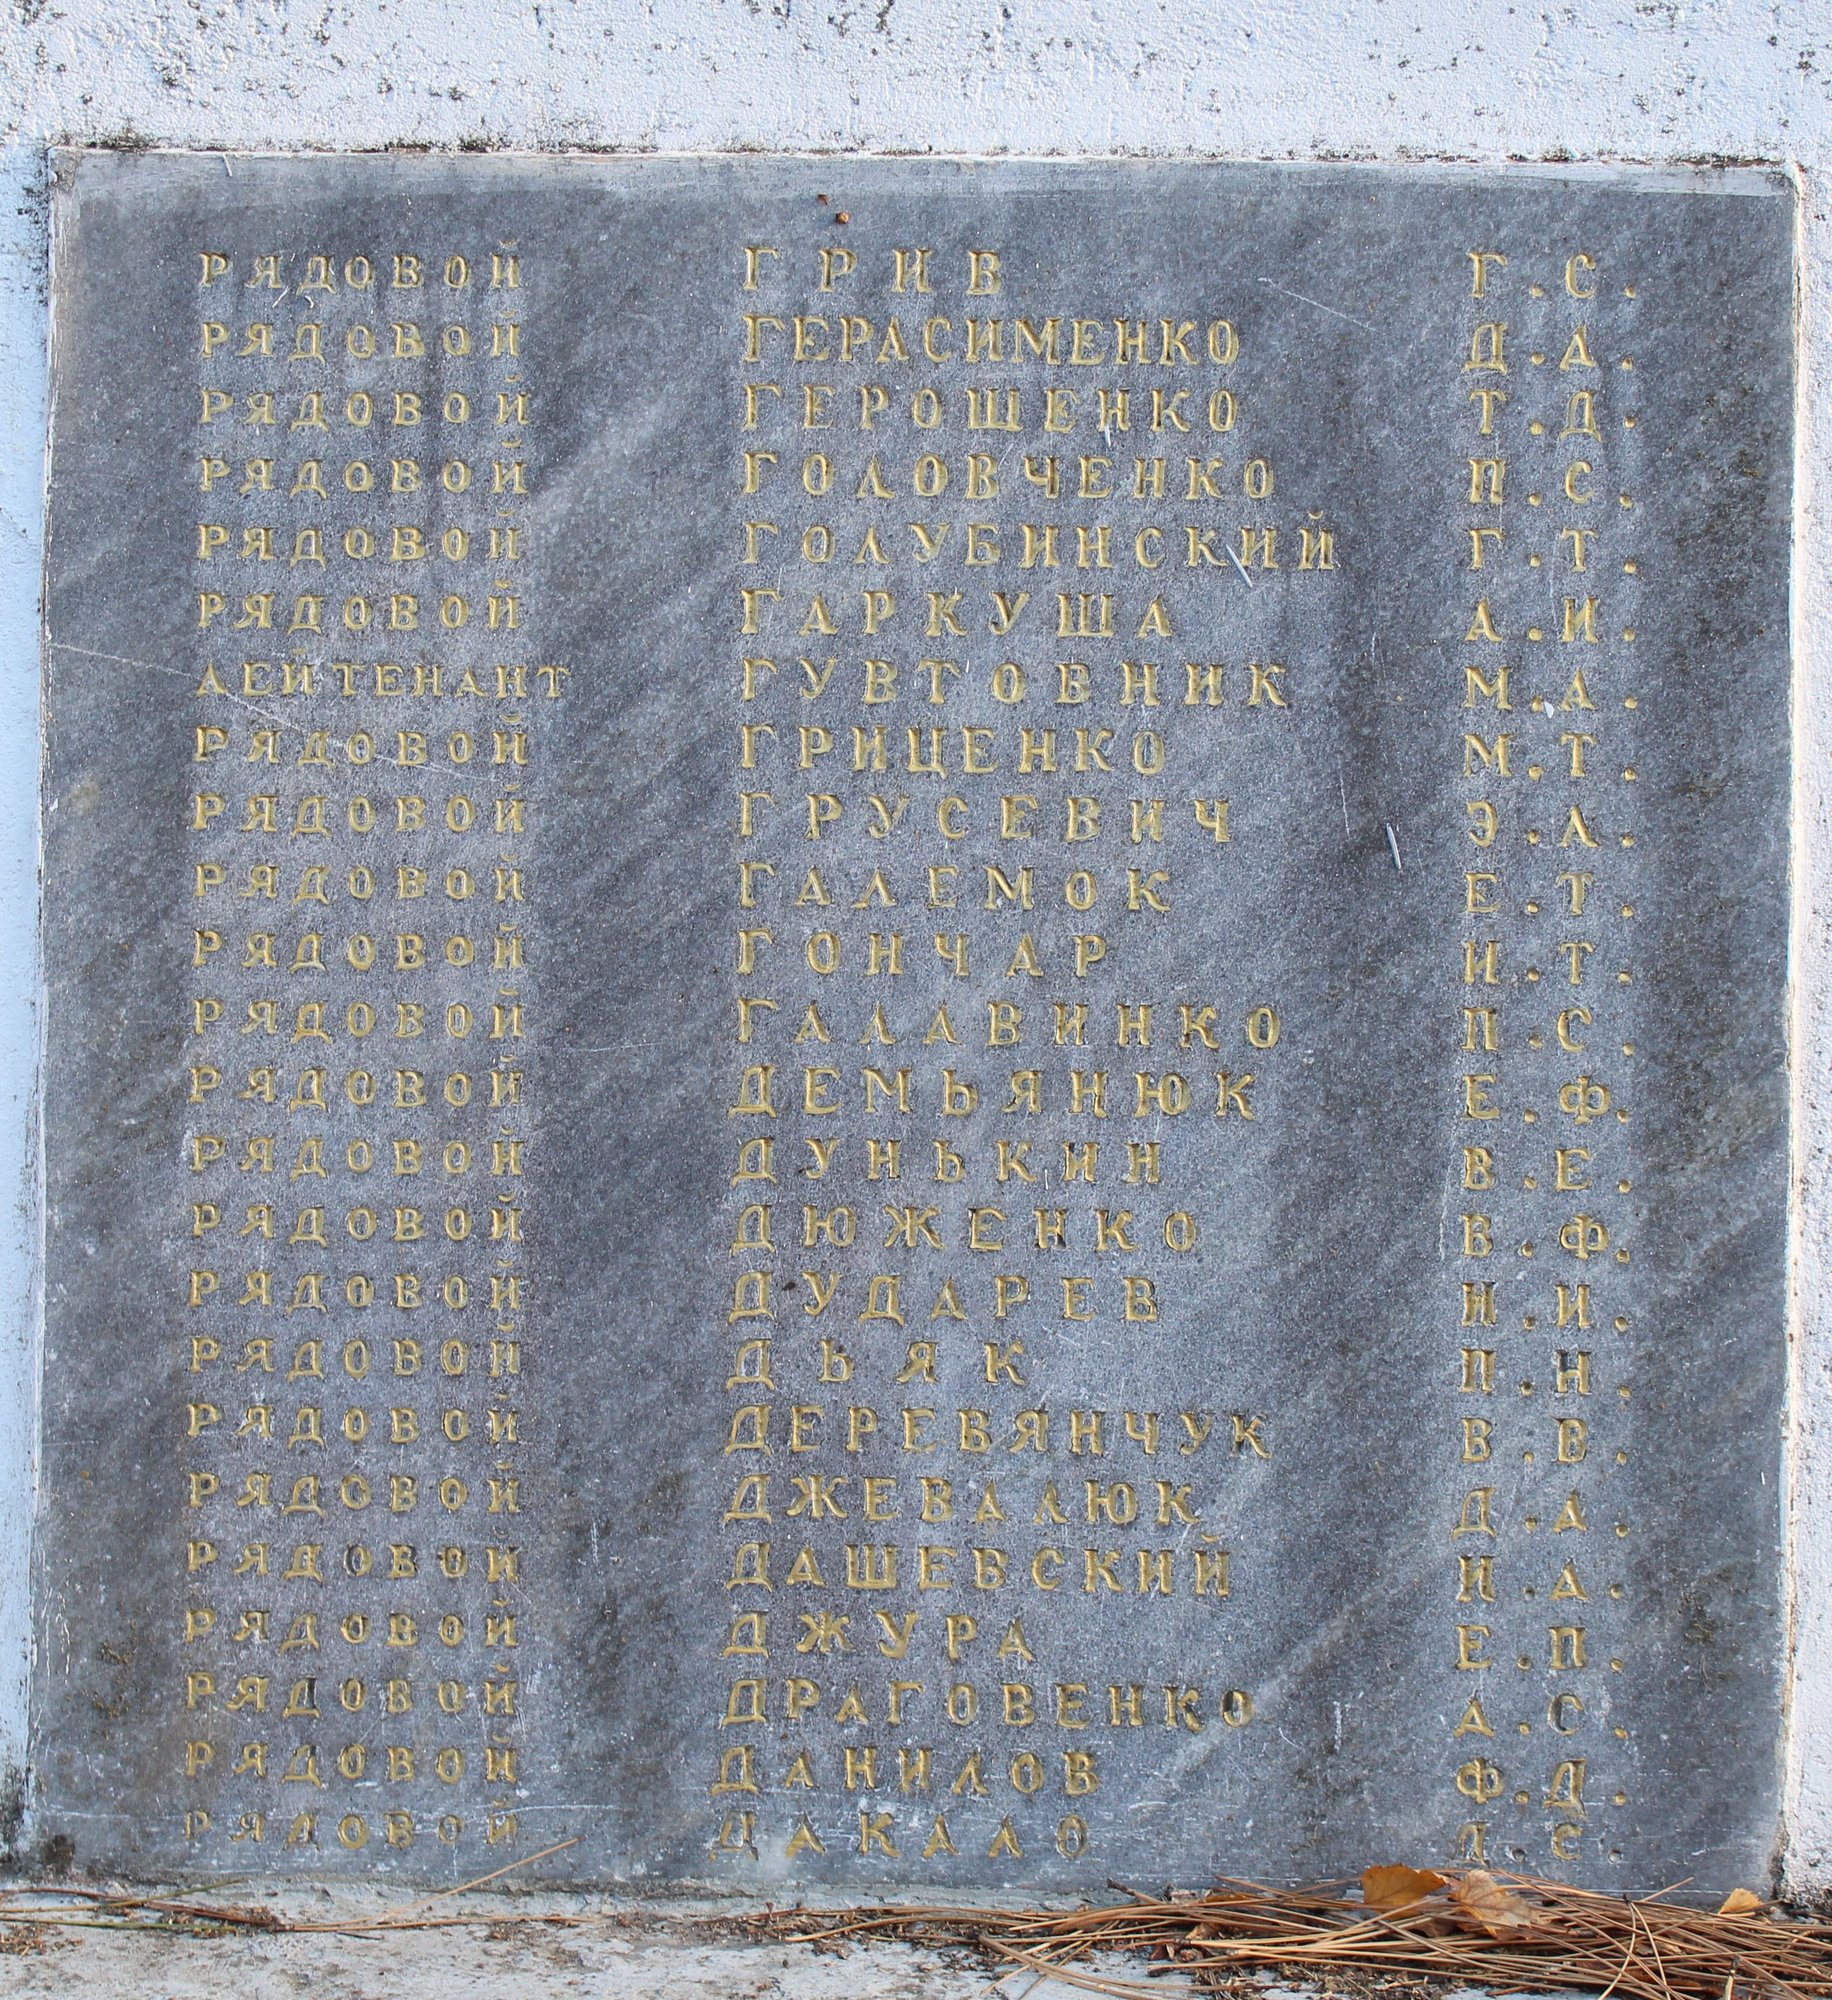 РЯДОВОЙ ГРИВ Г.С.
РЯДОВОЙ ГЕРАСИМЕНКО Д.А.
РЯДОВОЙ ГЕРОШЕНКО Т.Д.
РЯДОВОЙ ГОЛОВЧЕНКО П.С.
РЯДОВОЙ ГОЛУБИНСКИЙ Г.Т.
РЯДОВОЙ ГАРКУША А.И.
ЛЕЙТЕНАНТ ГУВТОВНИК М.А.
РЯДОВОЙ ГРИЦЕНКО М.Т.
РЯДОВОЙ ГРУСЕВИЧ Э.Л.
РЯДОВОЙ ГАЛЕМОК Е.Т.
РЯДОВОЙ ГОНЧАР И.Т.
РЯДОВОЙ ГАЛАВИНКО П.С.
РЯДОВОЙ ДЕМЬЯНЮК Е.Ф.
РЯДОВОЙ ДУНЬКИН В.Е.
РЯДОВОЙ ДЮЖЕНКО В.Ф.
РЯДОВОЙ ДУДАРЕВ Н.И.
РЯДОВОЙ ДЬЯК П.Н.
РЯДОВОЙ ДЕРЕВЯНЧУК В.В.
РЯДОВОЙ ДЖЕВАЛЮК Д.А.
РЯДОВОЙ ДАШЕВСКИЙ И.А.
РЯДОВОЙ ДЖУРА Е.П.
РЯДОВОЙ ДРАГОВЕНКО А.С.
РЯДОВОЙ ДАНИЛОВ Ф.Д.
РЯДОВОЙ ДАКАЛО Л.С.